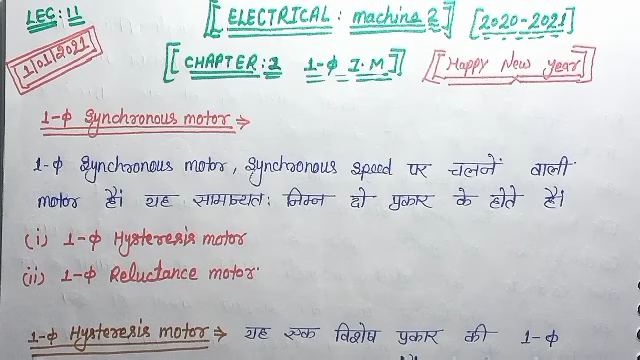 LEC: 11 [ELECTRICAL: machine 2] [2020-2021]
1|01|2021 [CHAPTER: 1 1-ϕ I.M] [Happy New year]
1-ϕ Synchronous motor →
1-ϕ Synchronous motor, Synchronous speed पर चलने वाली
motor है। यह सामान्यत: निम्न दो प्रकार के होते है।
(i) 1-ϕ Hysteresis motor
(ii) 1-ϕ Reluctance motor
1-ϕ Hysteresis motor → यह एक विशेष प्रकार की 1-ϕ